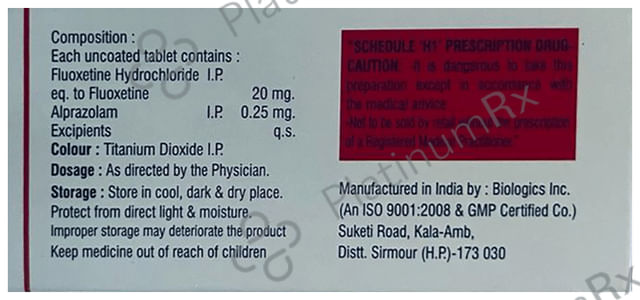 Composition :
Each uncoated tablet contains :
Fluoxetine Hydrochloride I.P.
eq. to Fluoxetine 20 mg.
Alprazolam I.P. 0.25 mg.
Excipients q.s.
Colour : Titanium Dioxide I.P.
Dosage : As directed by the Physician.
Storage : Store in cool, dark & dry place.
Protect from direct light & moisture.
Improper storage may deteriorate the product
Keep medicine out of reach of children
"SCHEDULE 'H1' PRESCRIPTION DRUG-
CAUTION: -It is dangerous to take this
preparation except in accordance with
the medical advice
-Not to be sold by retail without the prescription
of a Registered Medical Practitioner."
Manufactured in India by : Biologics Inc.
(An ISO 9001:2008 & GMP Certified Co.)
Suketi Road, Kala-Amb,
Distt. Sirmour (H.P.)-173 030
PlatinumRx